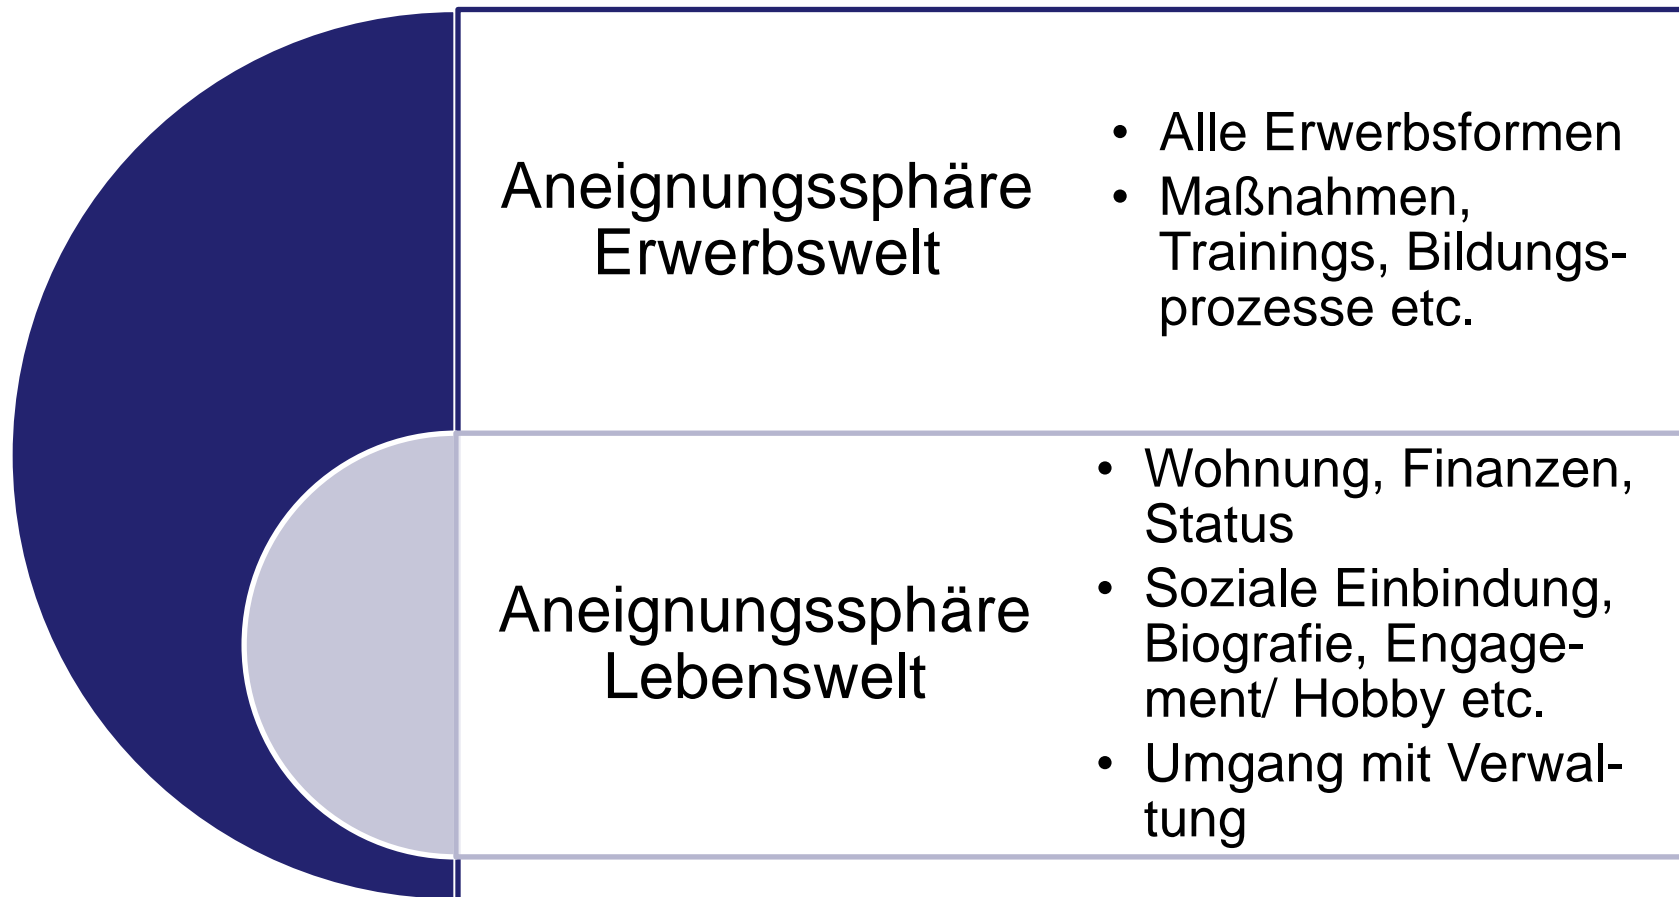 Aneignungssphäre
Erwerbswelt
• Alle Erwerbsformen
• Maßnahmen,
Trainings, Bildungs-
prozesse etc.
Aneignungssphäre
Lebenswelt
• Wohnung, Finanzen,
Status
• Soziale Einbindung,
Biografie, Engage-
ment/ Hobby etc.
• Umgang mit Verwal-
tung